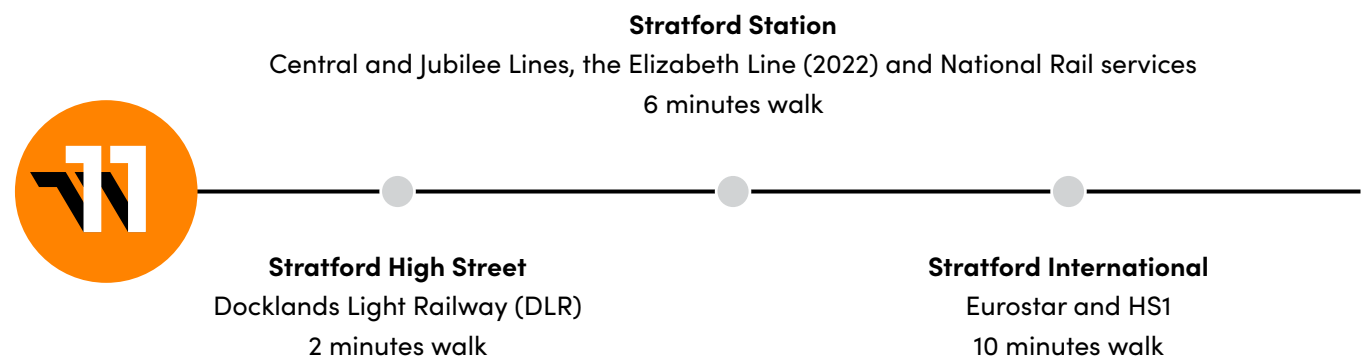 Stratford Station
Central and Jubilee Lines, the Elizabeth Line (2022) and National Rail services
6 minutes walk
11
Stratford High Street
Docklands Light Railway (DLR)
2 minutes walk
Stratford International
Eurostar and HS1
10 minutes walk